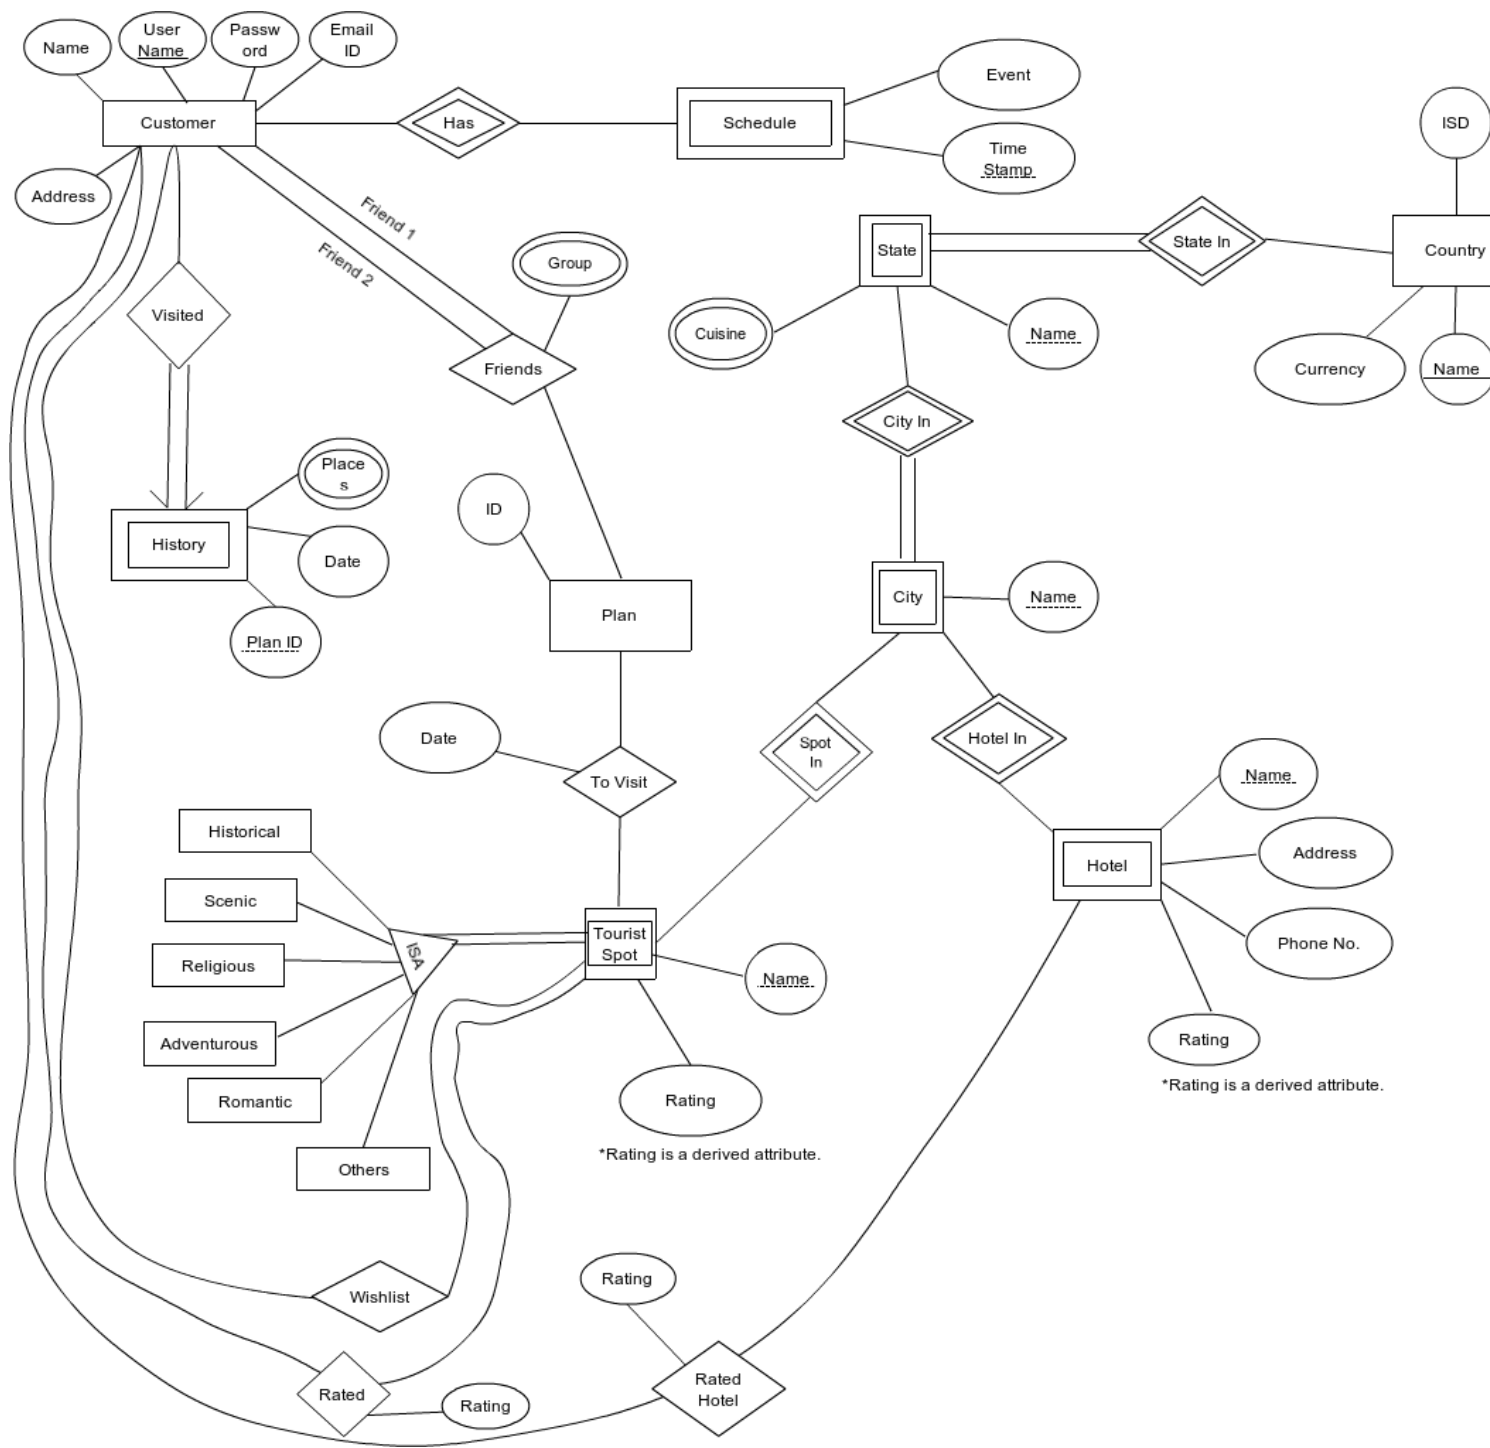 Name
User
Name
Passw
ord
Email
ID
Customer
Has
Schedule
Event
Time
Stamp
ISD
Address
Friend 1
Friend 2
Group
State
State In
Country
Visited
Cuisine
Name
Friends
Currency
Name
City In
Place
s
ID
History
Date
Plan
City
Name
Plan ID
Date
To Visit
Spot
In
Hotel In
Name
Historical
Address
Hotel
Scenic
Tourist
Spot
ISA
Religious
Phone No.
Name
Adventurous
Rating
*Rating is a derived attribute.
Romantic
Rating
*Rating is a derived attribute.
Others
Rating
Wishlist
Rated
Rating
Rated
Hotel